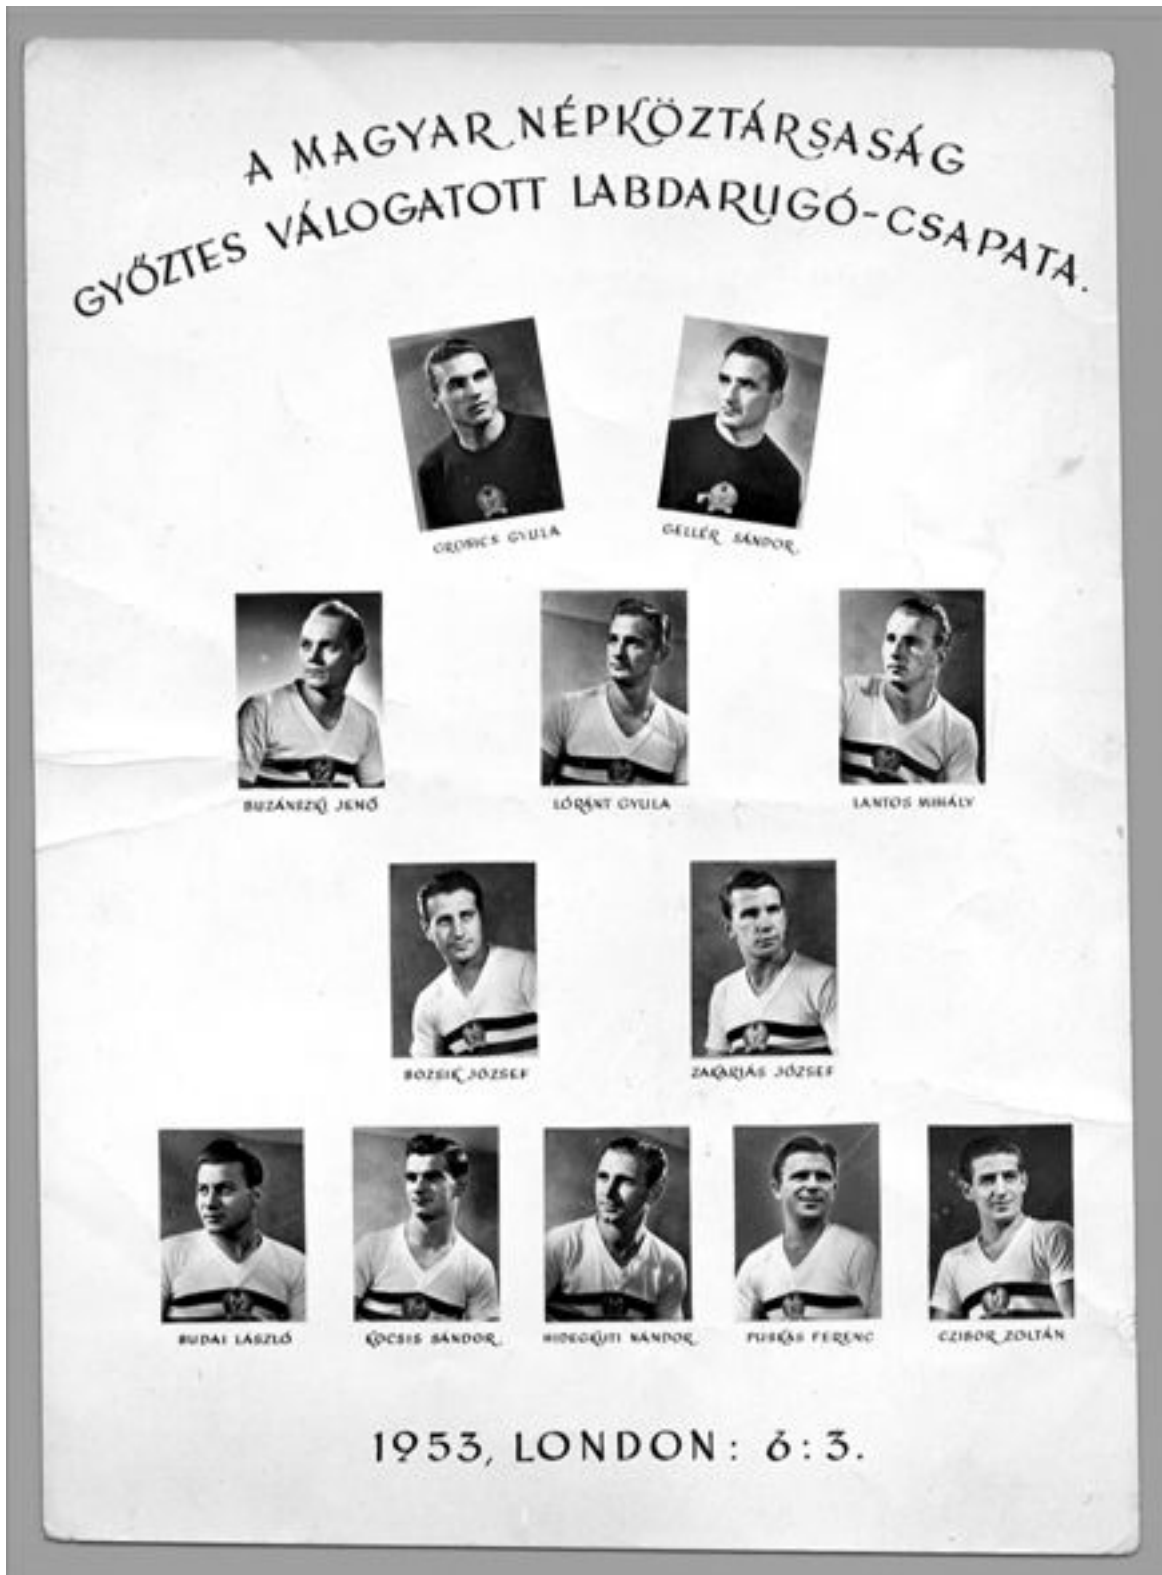 A MAGYAR NÉPKÖZTÁRSASÁG
GYŐZTES VÁLOGATOTT LABDARUGÓ-CSAPATA.
GROSICS GYULA
GELLÉR SÁNDOR
BUZÁNSZKI JENŐ
LÓRÁNT GYULA
LANTOS MIHÁLY
BOZSIK JÓZSEF
ZAKARIÁS JÓZSEF
BUDAI LÁSZLÓ
KOCSIS SÁNDOR
HIDEGKUTI NÁNDOR
PUSKÁS FERENC
CZIBOR ZOLTÁN
1953, LONDON: 6:3.